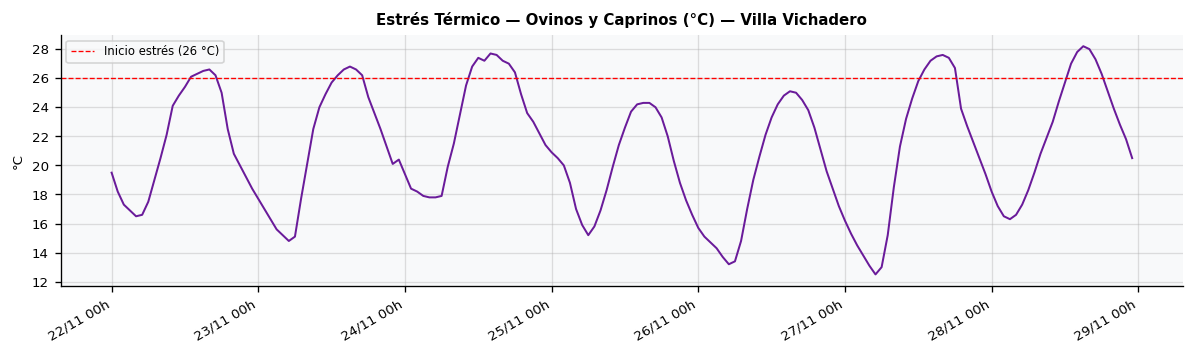 Estrés Térmico — Ovinos y Caprinos (°C) — Villa Vichadero
Inicio estrés (26 °C)
°C
28
26
24
22
20
18
16
14
12
22/11 00h
23/11 00h
24/11 00h
25/11 00h
26/11 00h
27/11 00h
28/11 00h
29/11 00h